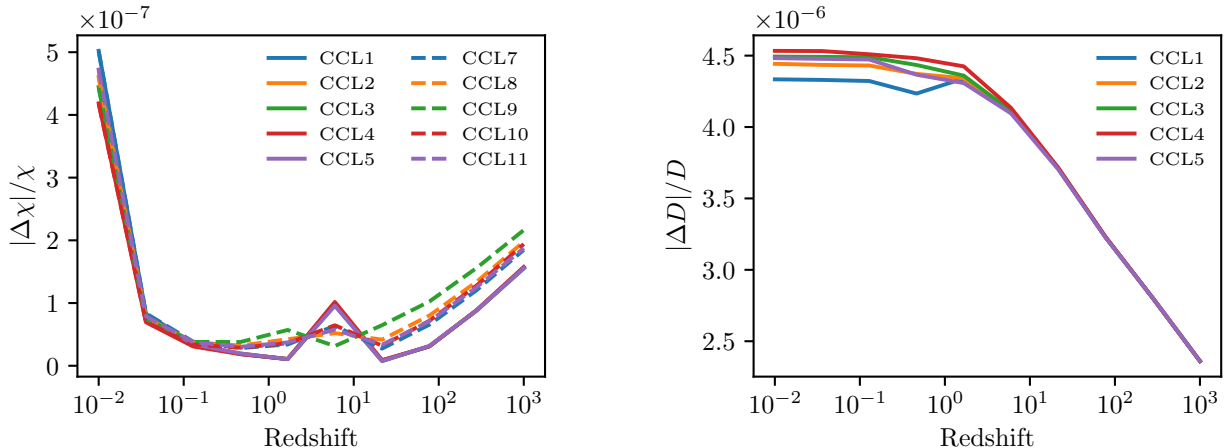 ×10⁻⁷
5
4
3
2
1
0
|Δχ|/χ
CCL1
CCL2
CCL3
CCL4
CCL5
CCL7
CCL8
CCL9
CCL10
CCL11
10⁻² 10⁻¹ 10⁰ 10¹ 10² 10³
Redshift
×10⁻⁶
4.5
4.0
3.5
3.0
2.5
|ΔD|/D
CCL1
CCL2
CCL3
CCL4
CCL5
10⁻² 10⁻¹ 10⁰ 10¹ 10² 10³
Redshift